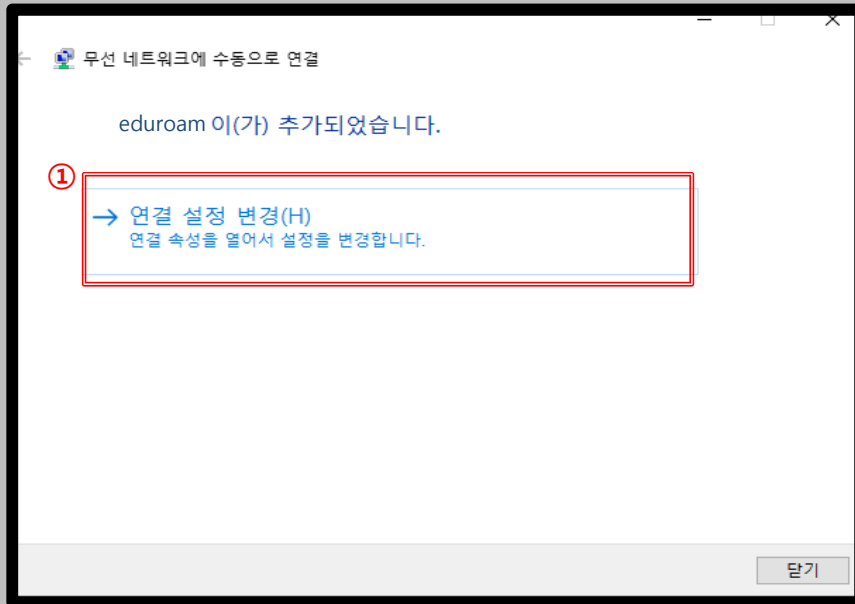 무선 네트워크에 수동으로 연결
eduroam 이(가) 추가되었습니다.
①
연결 설정 변경(H)
연결 속성을 열어서 설정을 변경합니다.
닫기